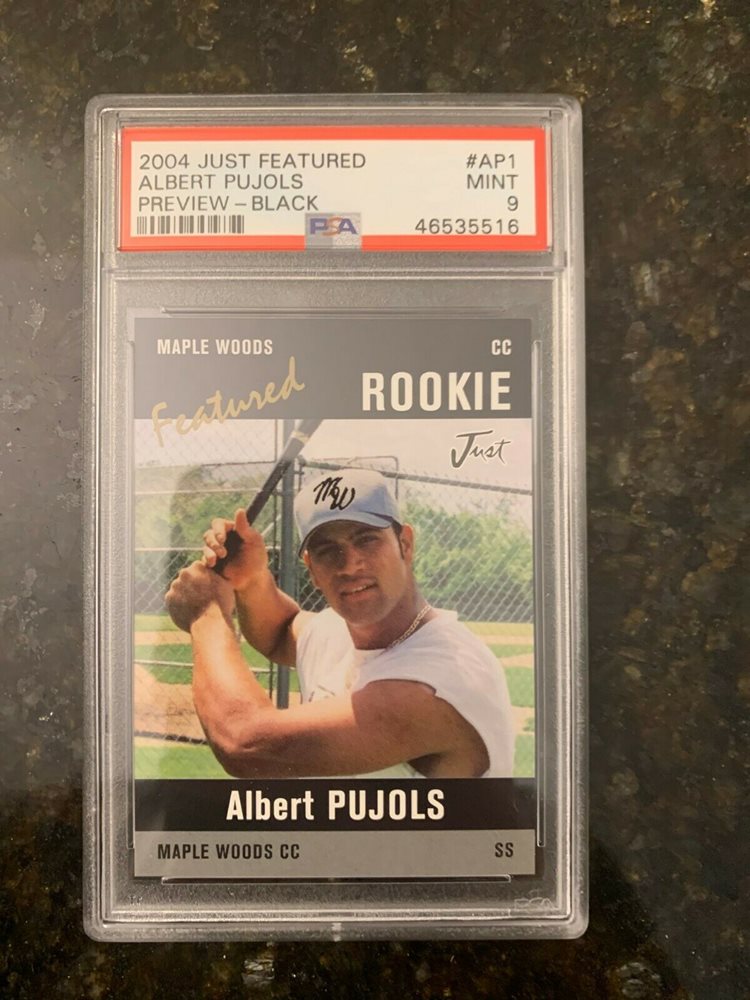 2004 JUST FEATURED #AP1
ALBERT PUJOLS MINT
PREVIEW – BLACK 9
PSA 46535516
MAPLE WOODS CC
Featured ROOKIE
Just
MW
Albert PUJOLS
MAPLE WOODS CC SS
PSA